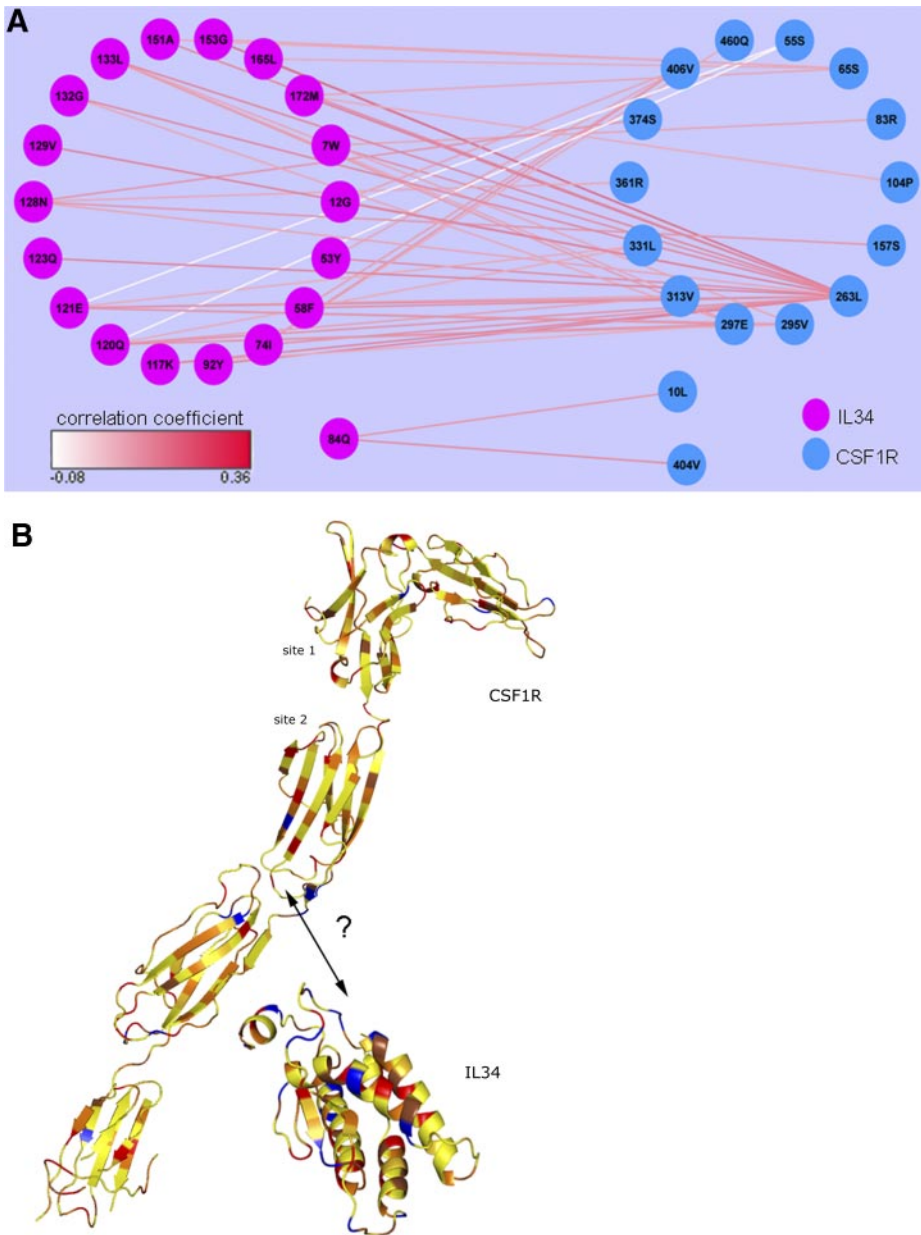 A
151A
153G
133L
165L
132G
172M
129V
7W
128N
12G
123Q
53Y
121E
58F
120Q
74I
117K
92Y
84Q
460Q
55S
406V
65S
374S
83R
361R
104P
331L
157S
313V
263L
297E
295V
10L
404V
correlation coefficient
-0.08
0.36
IL34
CSF1R
B
site 1
CSF1R
site 2
?
IL34